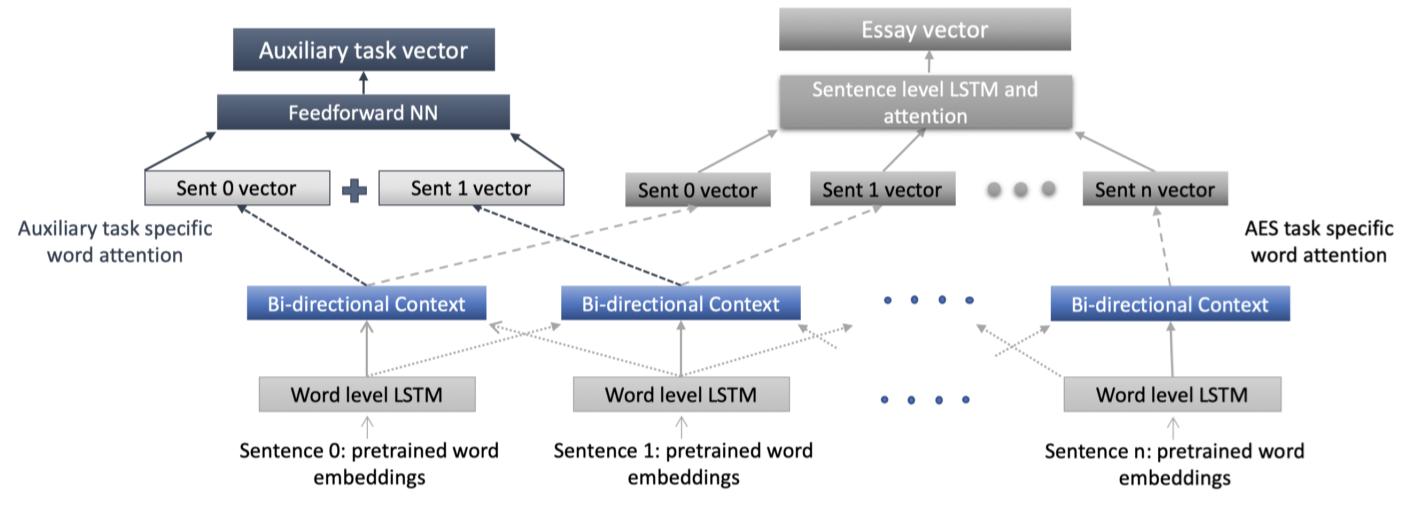 Auxiliary task vector
Feedforward NN
Sent 0 vector
Sent 1 vector
Auxiliary task specific
word attention
Essay vector
Sentence level LSTM and
attention
Sent 0 vector
Sent 1 vector
Sent n vector
AES task specific
word attention
Bi-directional Context
Bi-directional Context
Bi-directional Context
Word level LSTM
Word level LSTM
Word level LSTM
Sentence 0: pretrained word
embeddings
Sentence 1: pretrained word
embeddings
Sentence n: pretrained word
embeddings